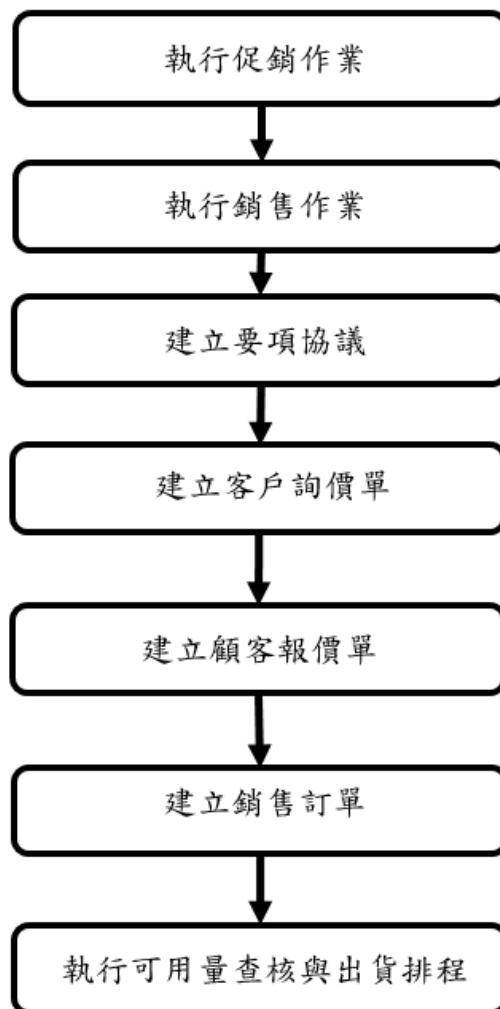 執行促銷作業
執行銷售作業
建立要項協議
建立客戶詢價單
建立顧客報價單
建立銷售訂單
執行可用量查核與出貨排程